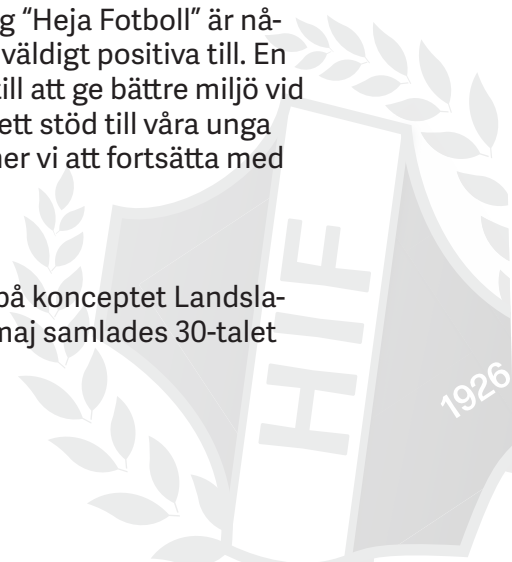 g “Heja Fotboll” är nå-
väldigt positiva till. En
till att ge bättre miljö vid
ett stöd till våra unga
er vi att fortsätta med
på konceptet Landsla-
maj samlades 30-talet
HIF
1926